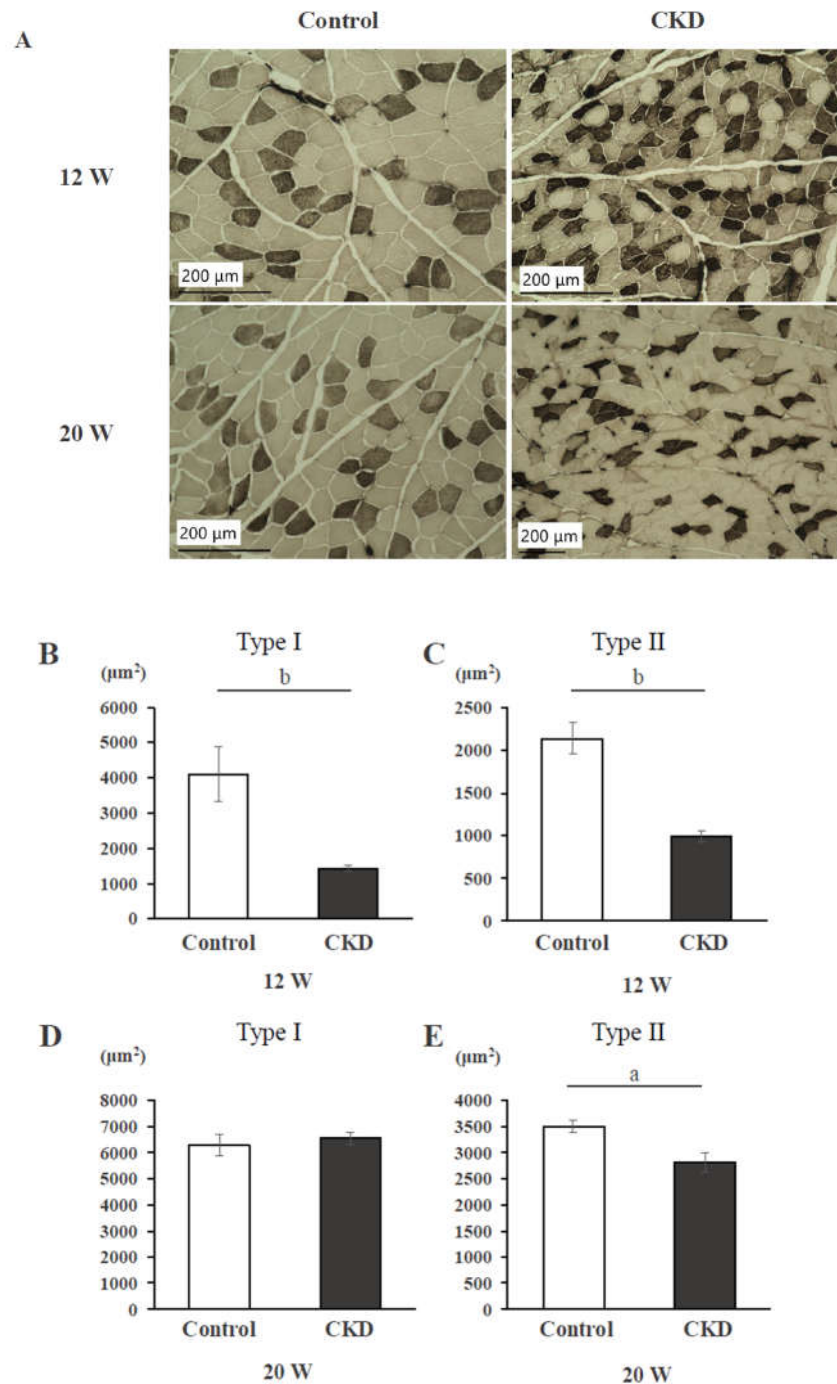 Control CKD
A
12 W
200 µm 200 µm
20 W
200 µm 200 µm
B Type I C Type II
(µm²) b (µm²) b
6000
5000
4000
3000
2000
1000
0
2500
2000
1500
1000
500
0
Control CKD Control CKD
12 W 12 W
D Type I E Type II
(µm²) (µm²) a
8000
7000
6000
5000
4000
3000
2000
1000
0
4000
3500
3000
2500
2000
1500
1000
500
0
Control CKD Control CKD
20 W 20 W